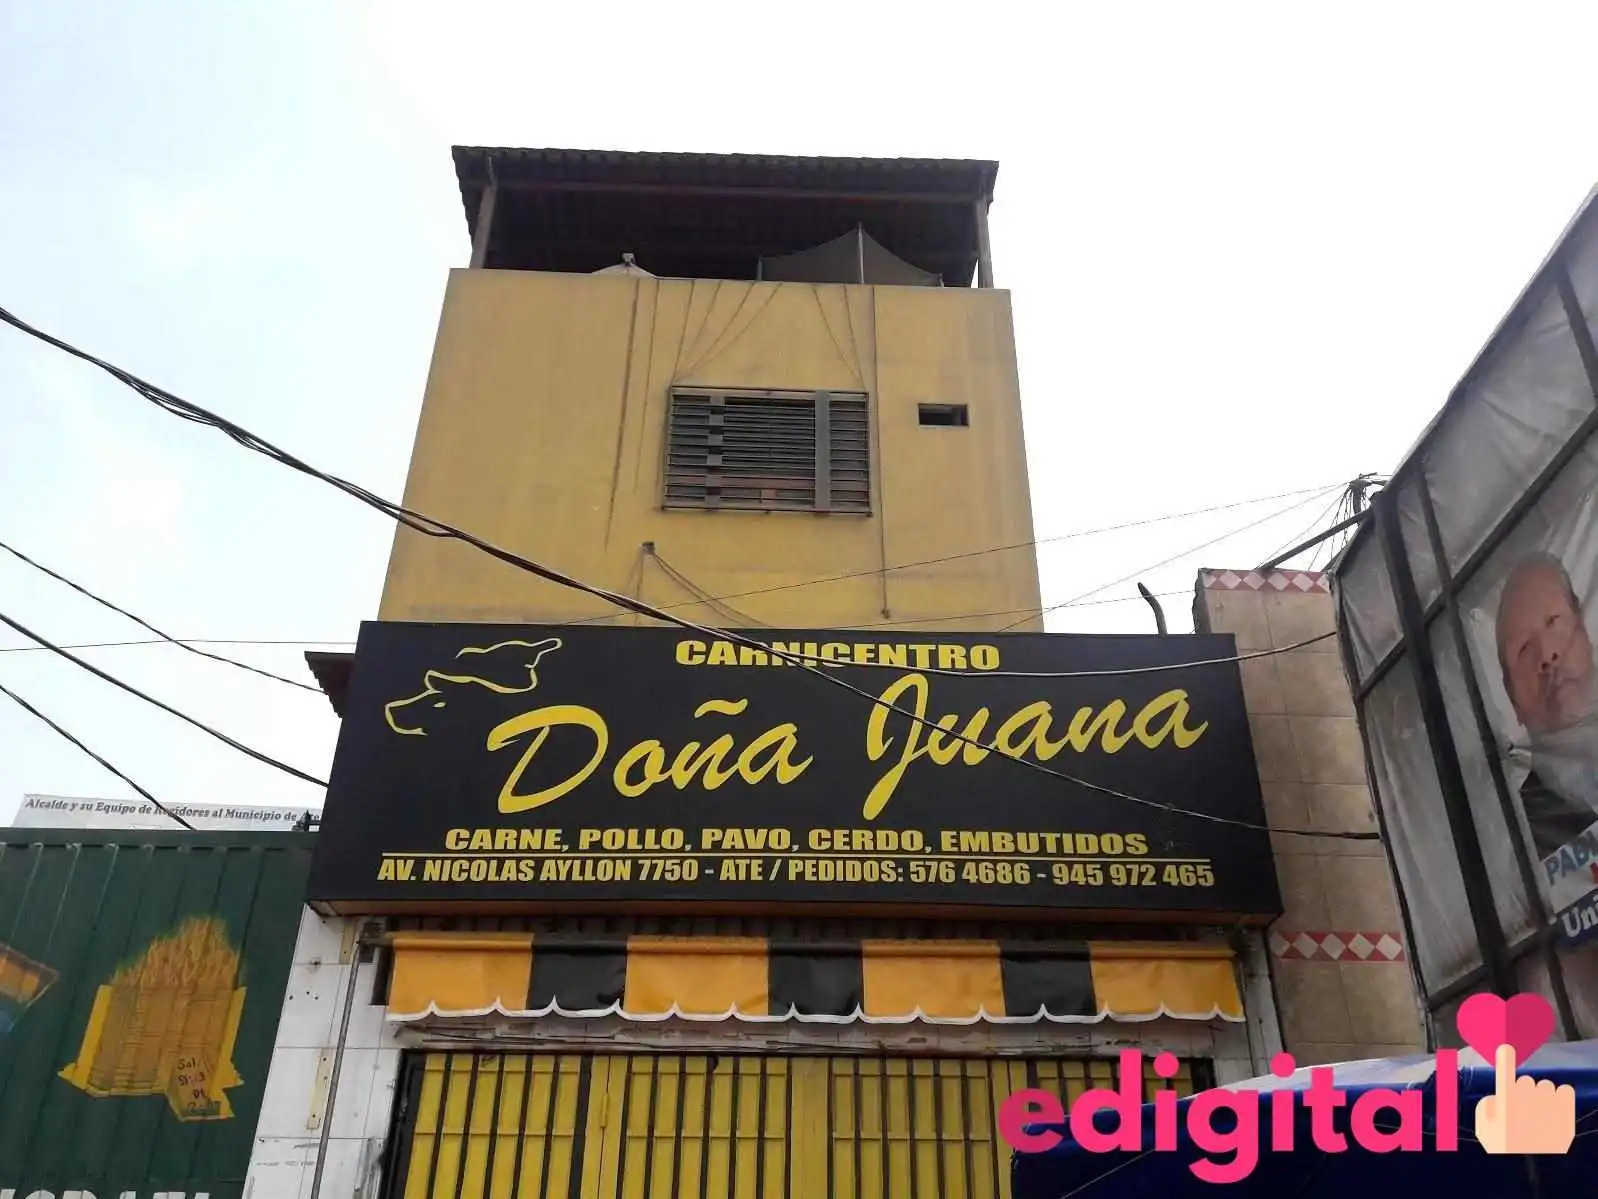 CARNICENTRO
Doña Juana
CARNE, POLLO, PAVO, CERDO, EMBUTIDOS
AV. NICOLAS AYLLON 7750 - ATE / PEDIDOS: 576 4686 - 945 972 465
Alcalde y su Equipo de Regidores al Municipio de Ate
edigital